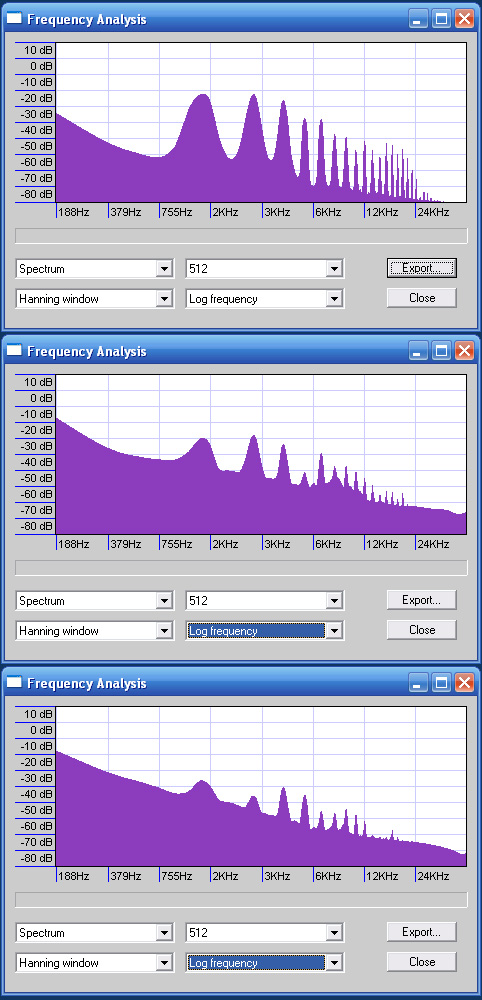 Frequency Analysis
10 dB
0 dB
-10 dB
-20 dB
-30 dB
-40 dB
-50 dB
-60 dB
-70 dB
-80 dB
188Hz 379Hz 755Hz 2KHz 3KHz 6KHz 12KHz 24KHz
Spectrum 512 Export...
Hanning window Log frequency Close
Frequency Analysis
10 dB
0 dB
-10 dB
-20 dB
-30 dB
-40 dB
-50 dB
-60 dB
-70 dB
-80 dB
188Hz 379Hz 755Hz 2KHz 3KHz 6KHz 12KHz 24KHz
Spectrum 512 Export...
Hanning window Log frequency Close
Frequency Analysis
10 dB
0 dB
-10 dB
-20 dB
-30 dB
-40 dB
-50 dB
-60 dB
-70 dB
-80 dB
188Hz 379Hz 755Hz 2KHz 3KHz 6KHz 12KHz 24KHz
Spectrum 512 Export...
Hanning window Log frequency Close